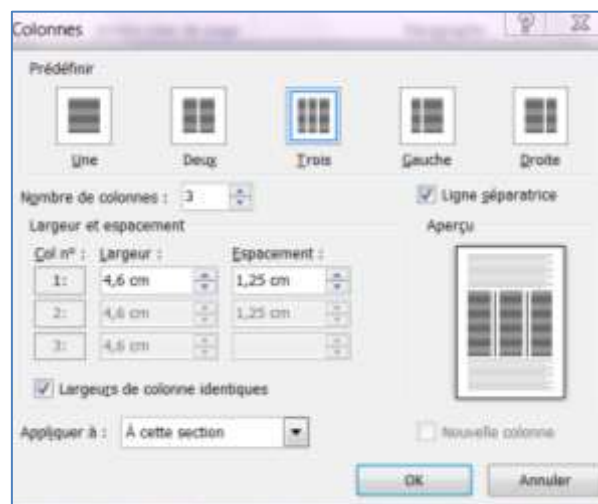 Colonnes
Prédéfinir
Une Deux Trois Gauche Droite
Nombre de colonnes : 3
Ligne séparatrice
Largeur et espacement
Aperçu
Col n° : Largeur : Espacement :
1: 4,6 cm 1,25 cm
2: 4,6 cm 1,25 cm
3: 4,6 cm
Largeurs de colonne identiques
Appliquer à : À cette section
Nouvelle colonne
OK Annuler